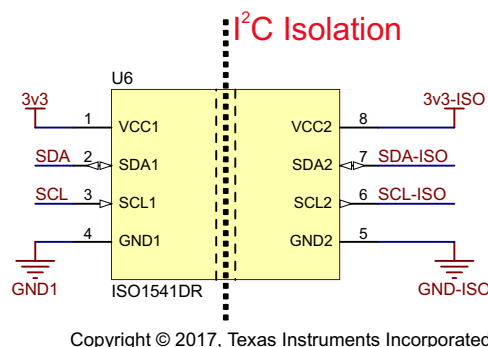 I²C Isolation
U6
3v3 1 VCC1 VCC2 8 3v3-ISO
SDA 2 SDA1 SDA2 7 SDA-ISO
SCL 3 SCL1 SCL2 6 SCL-ISO
4 GND1 GND2 5
GND1 ISO1541DR GND-ISO
Copyright © 2017, Texas Instruments Incorporated